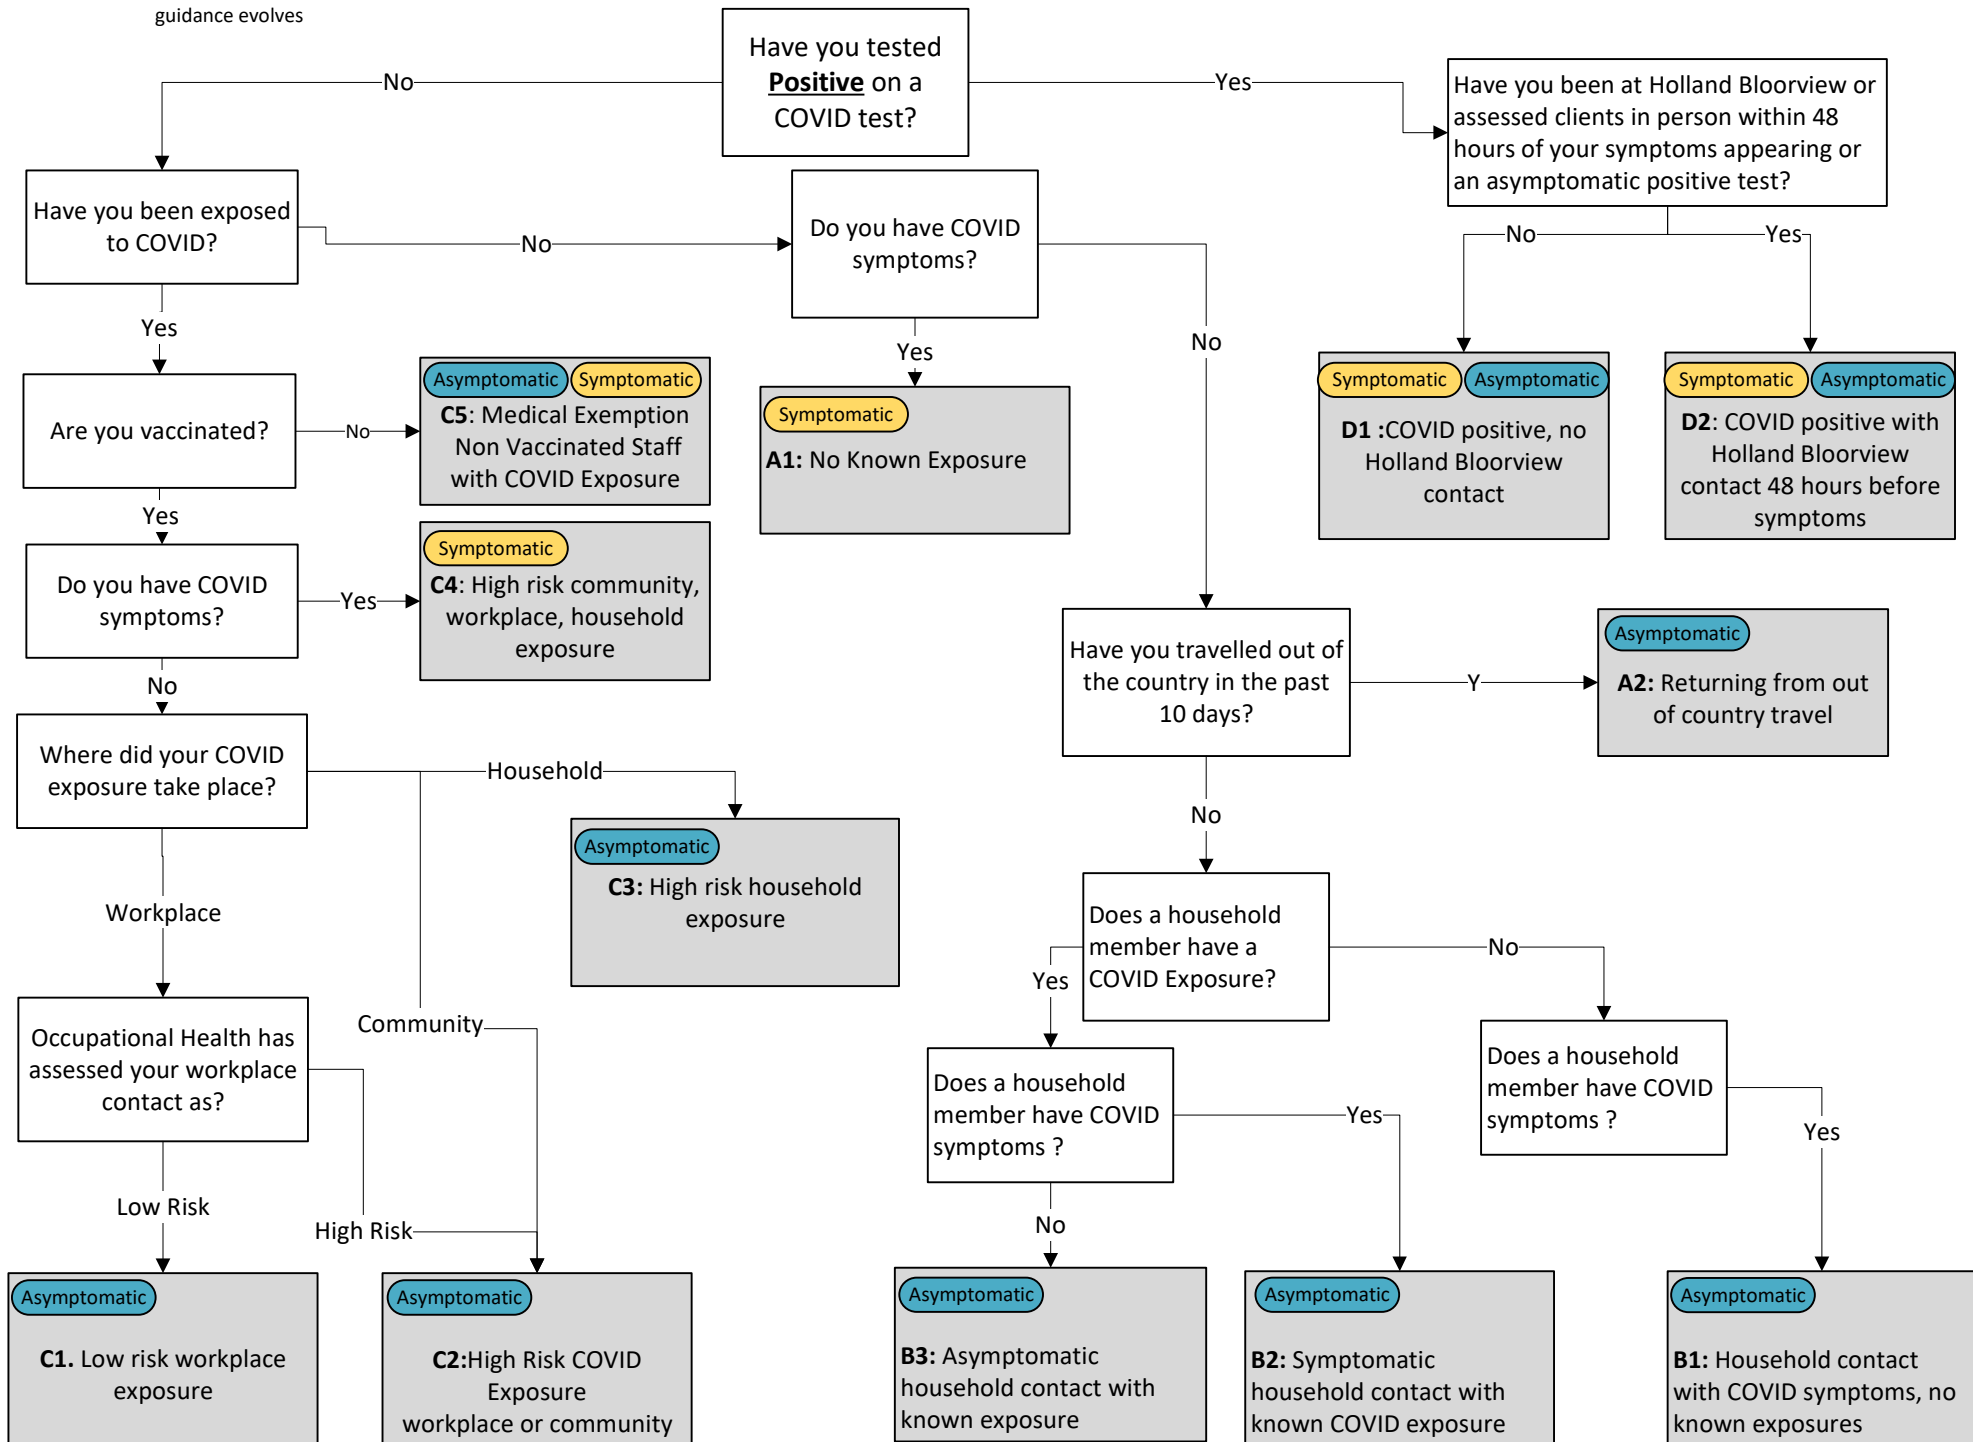 guidance evolves
Have you tested
Positive on a
COVID test?
No
Yes
Have you been at Holland Bloorview or
assessed clients in person within 48
hours of your symptoms appearing or
an asymptomatic positive test?
Have you been exposed
to COVID?
No
Do you have COVID
symptoms?
No
Yes
Yes
Yes
No
Are you vaccinated?
No
Asymptomatic
Symptomatic
C5: Medical Exemption
Non Vaccinated Staff
with COVID Exposure
Symptomatic
A1: No Known Exposure
Symptomatic
Asymptomatic
D1 :COVID positive, no
Holland Bloorview
contact
Symptomatic
Asymptomatic
D2: COVID positive with
Holland Bloorview
contact 48 hours before
symptoms
Yes
Do you have COVID
symptoms?
Yes
Symptomatic
C4: High risk community,
workplace, household
exposure
No
Have you travelled out of
the country in the past
10 days?
Y
Asymptomatic
A2: Returning from out
of country travel
Where did your COVID
exposure take place?
Household
Asymptomatic
C3: High risk household
exposure
No
Workplace
Community
Does a household
member have a
COVID Exposure?
Yes
No
Occupational Health has
assessed your workplace
contact as?
Does a household
member have COVID
symptoms ?
Does a household
member have COVID
symptoms ?
Yes
Yes
Low Risk
High Risk
No
Asymptomatic
C1. Low risk workplace
exposure
Asymptomatic
C2:High Risk COVID
Exposure
workplace or community
Asymptomatic
B3: Asymptomatic
household contact with
known exposure
Asymptomatic
B2: Symptomatic
household contact with
known COVID exposure
Asymptomatic
B1: Household contact
with COVID symptoms, no
known exposures